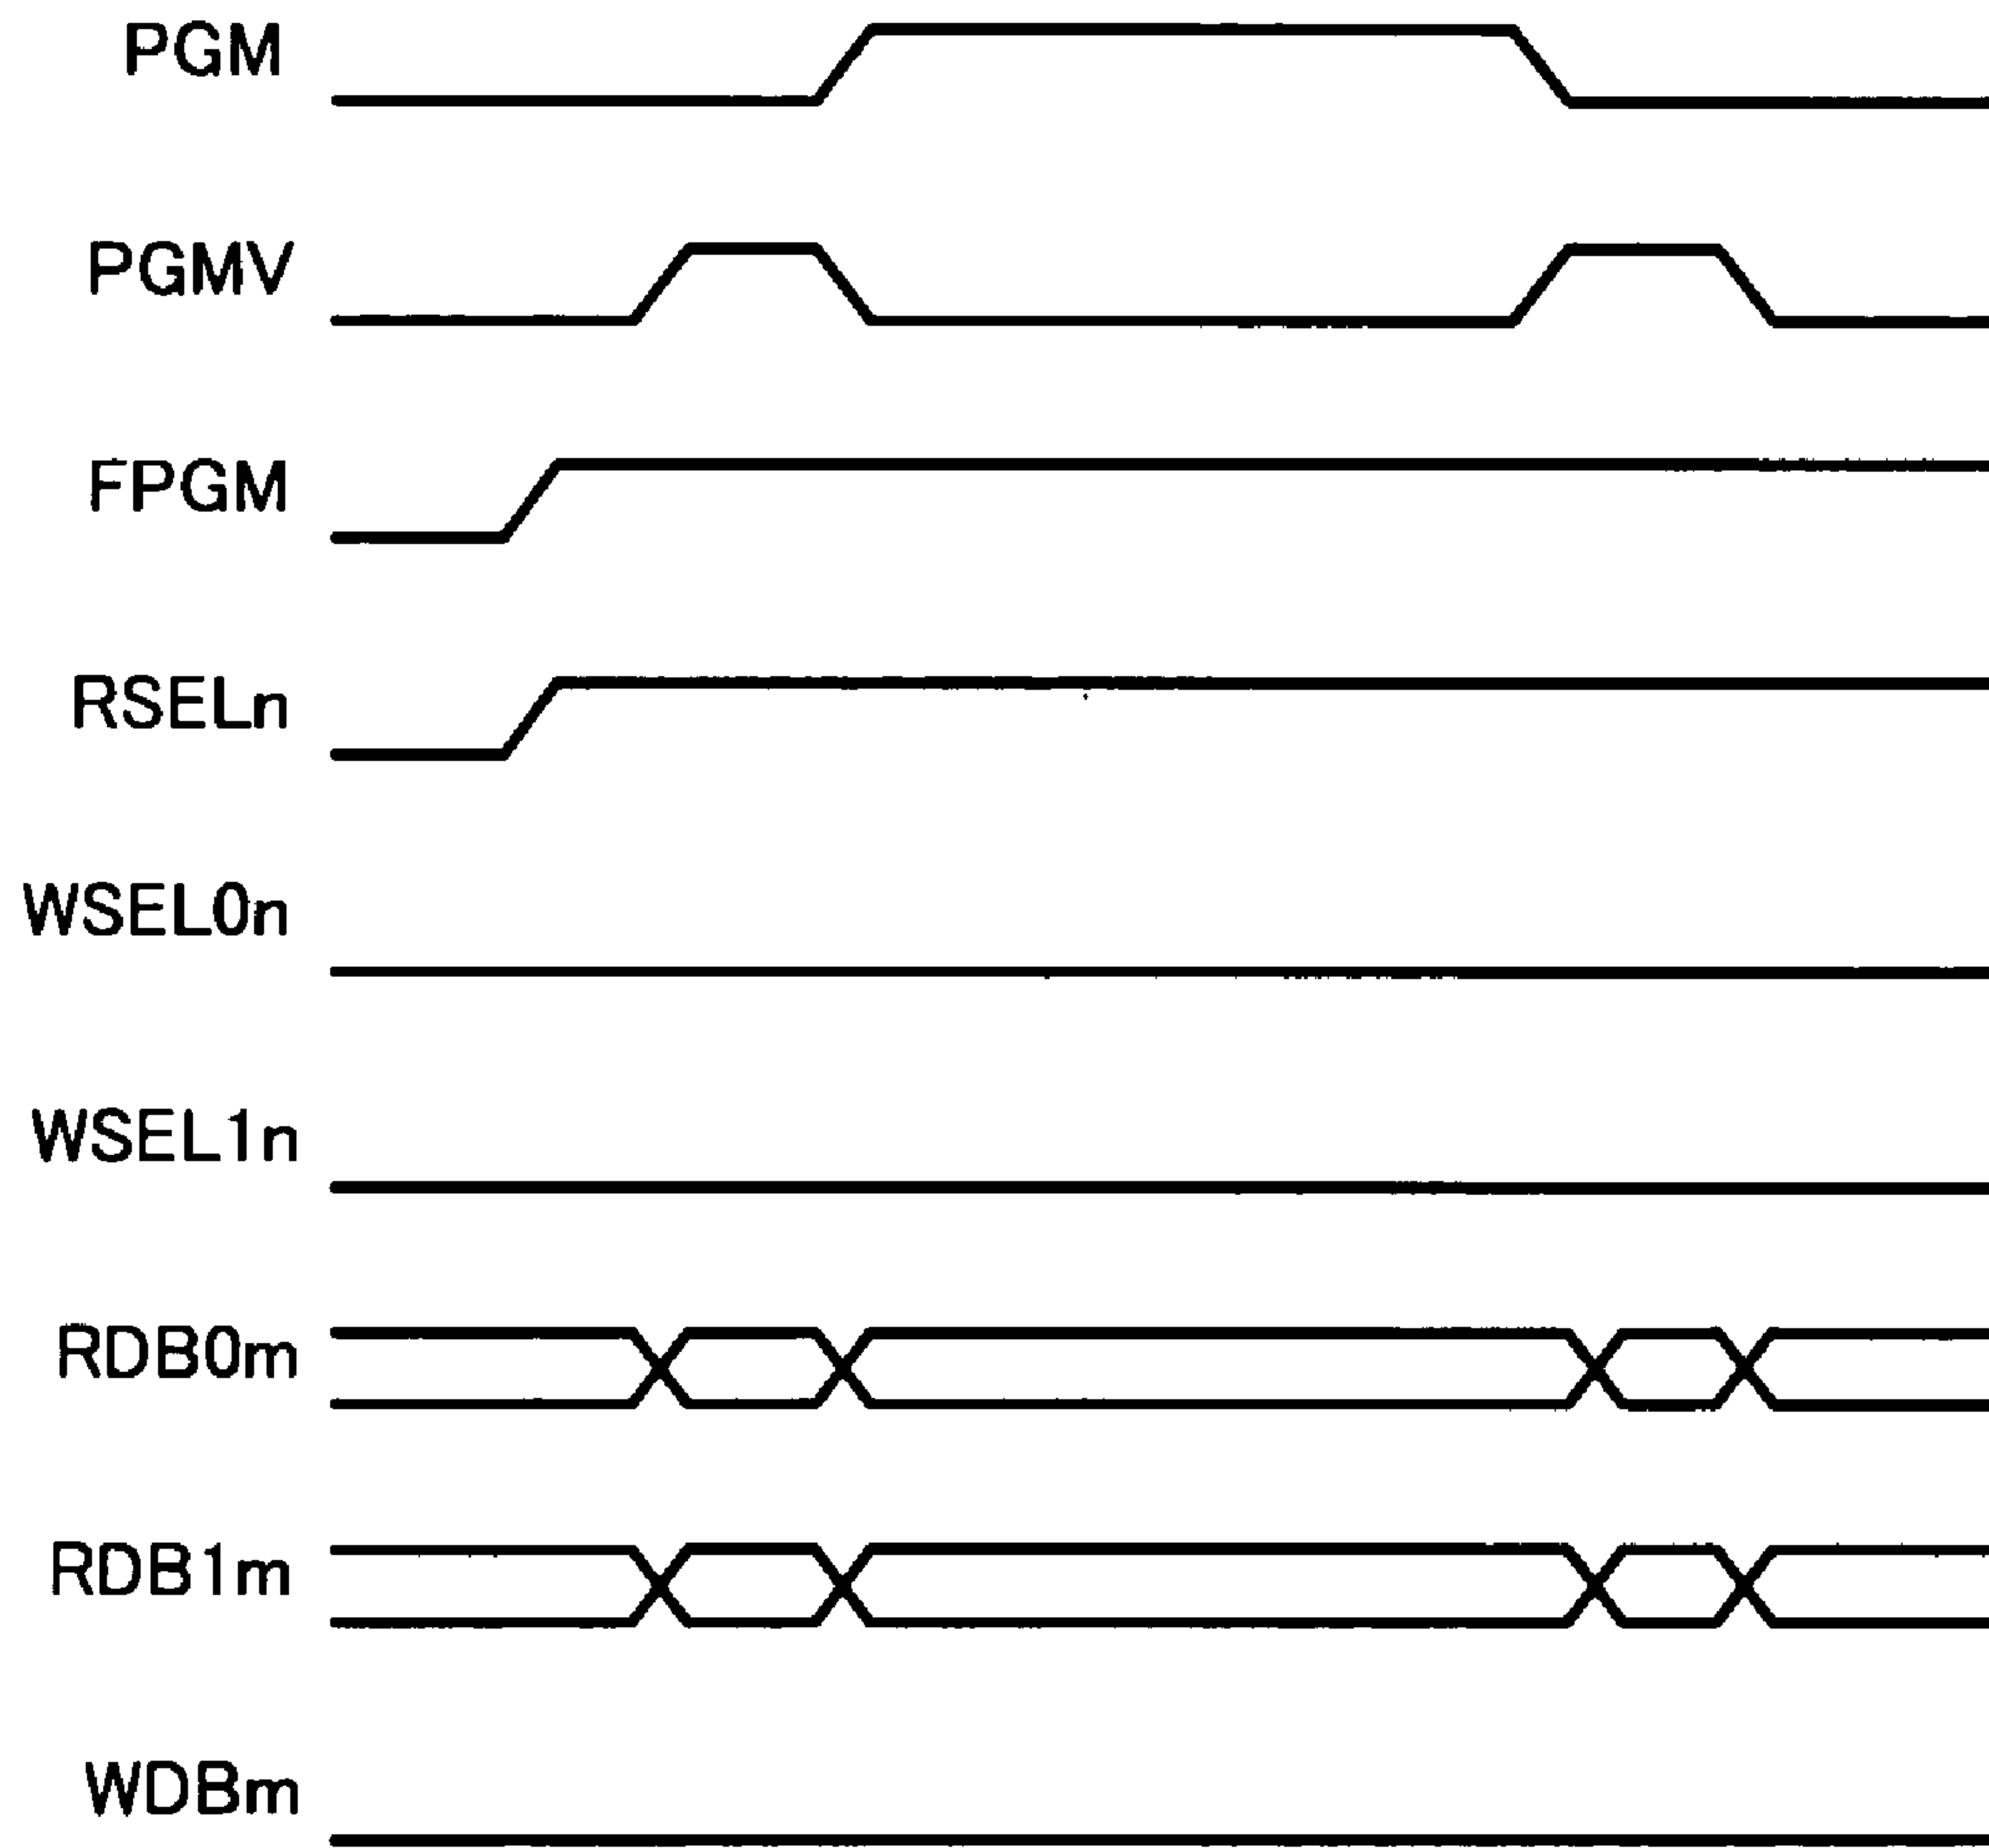 PGM
PGMV
FPGM
RSELn
WSEL0n
WSEL1n
RDB0m
RDB1m
WDBm